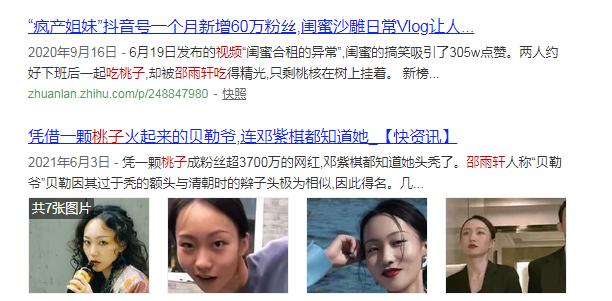 “疯产姐妹”抖音号一个月新增60万粉丝,闺蜜沙雕日常Vlog让人...
2020年9月16日 - 6月19日发布的视频“闺蜜合租的异常”,闺蜜的搞笑吸引了305w点赞。两人约
好下班后一起吃桃子,却被邵雨轩吃得精光,只剩桃核在树上挂着。 新榜...
zhuanlan.zhihu.com/p/248847980 - 快照
凭借一颗桃子火起来的贝勒爷,连邓紫棋都知道她_【快资讯】
2021年6月3日 - 凭一颗桃子成粉丝超3700万的网红,邓紫棋都知道她头秃了。邵雨轩人称“贝勒
爷”贝勒因其过于秃的额头与清朝时的辫子头极为相似,因此得名。几...
共7张图片